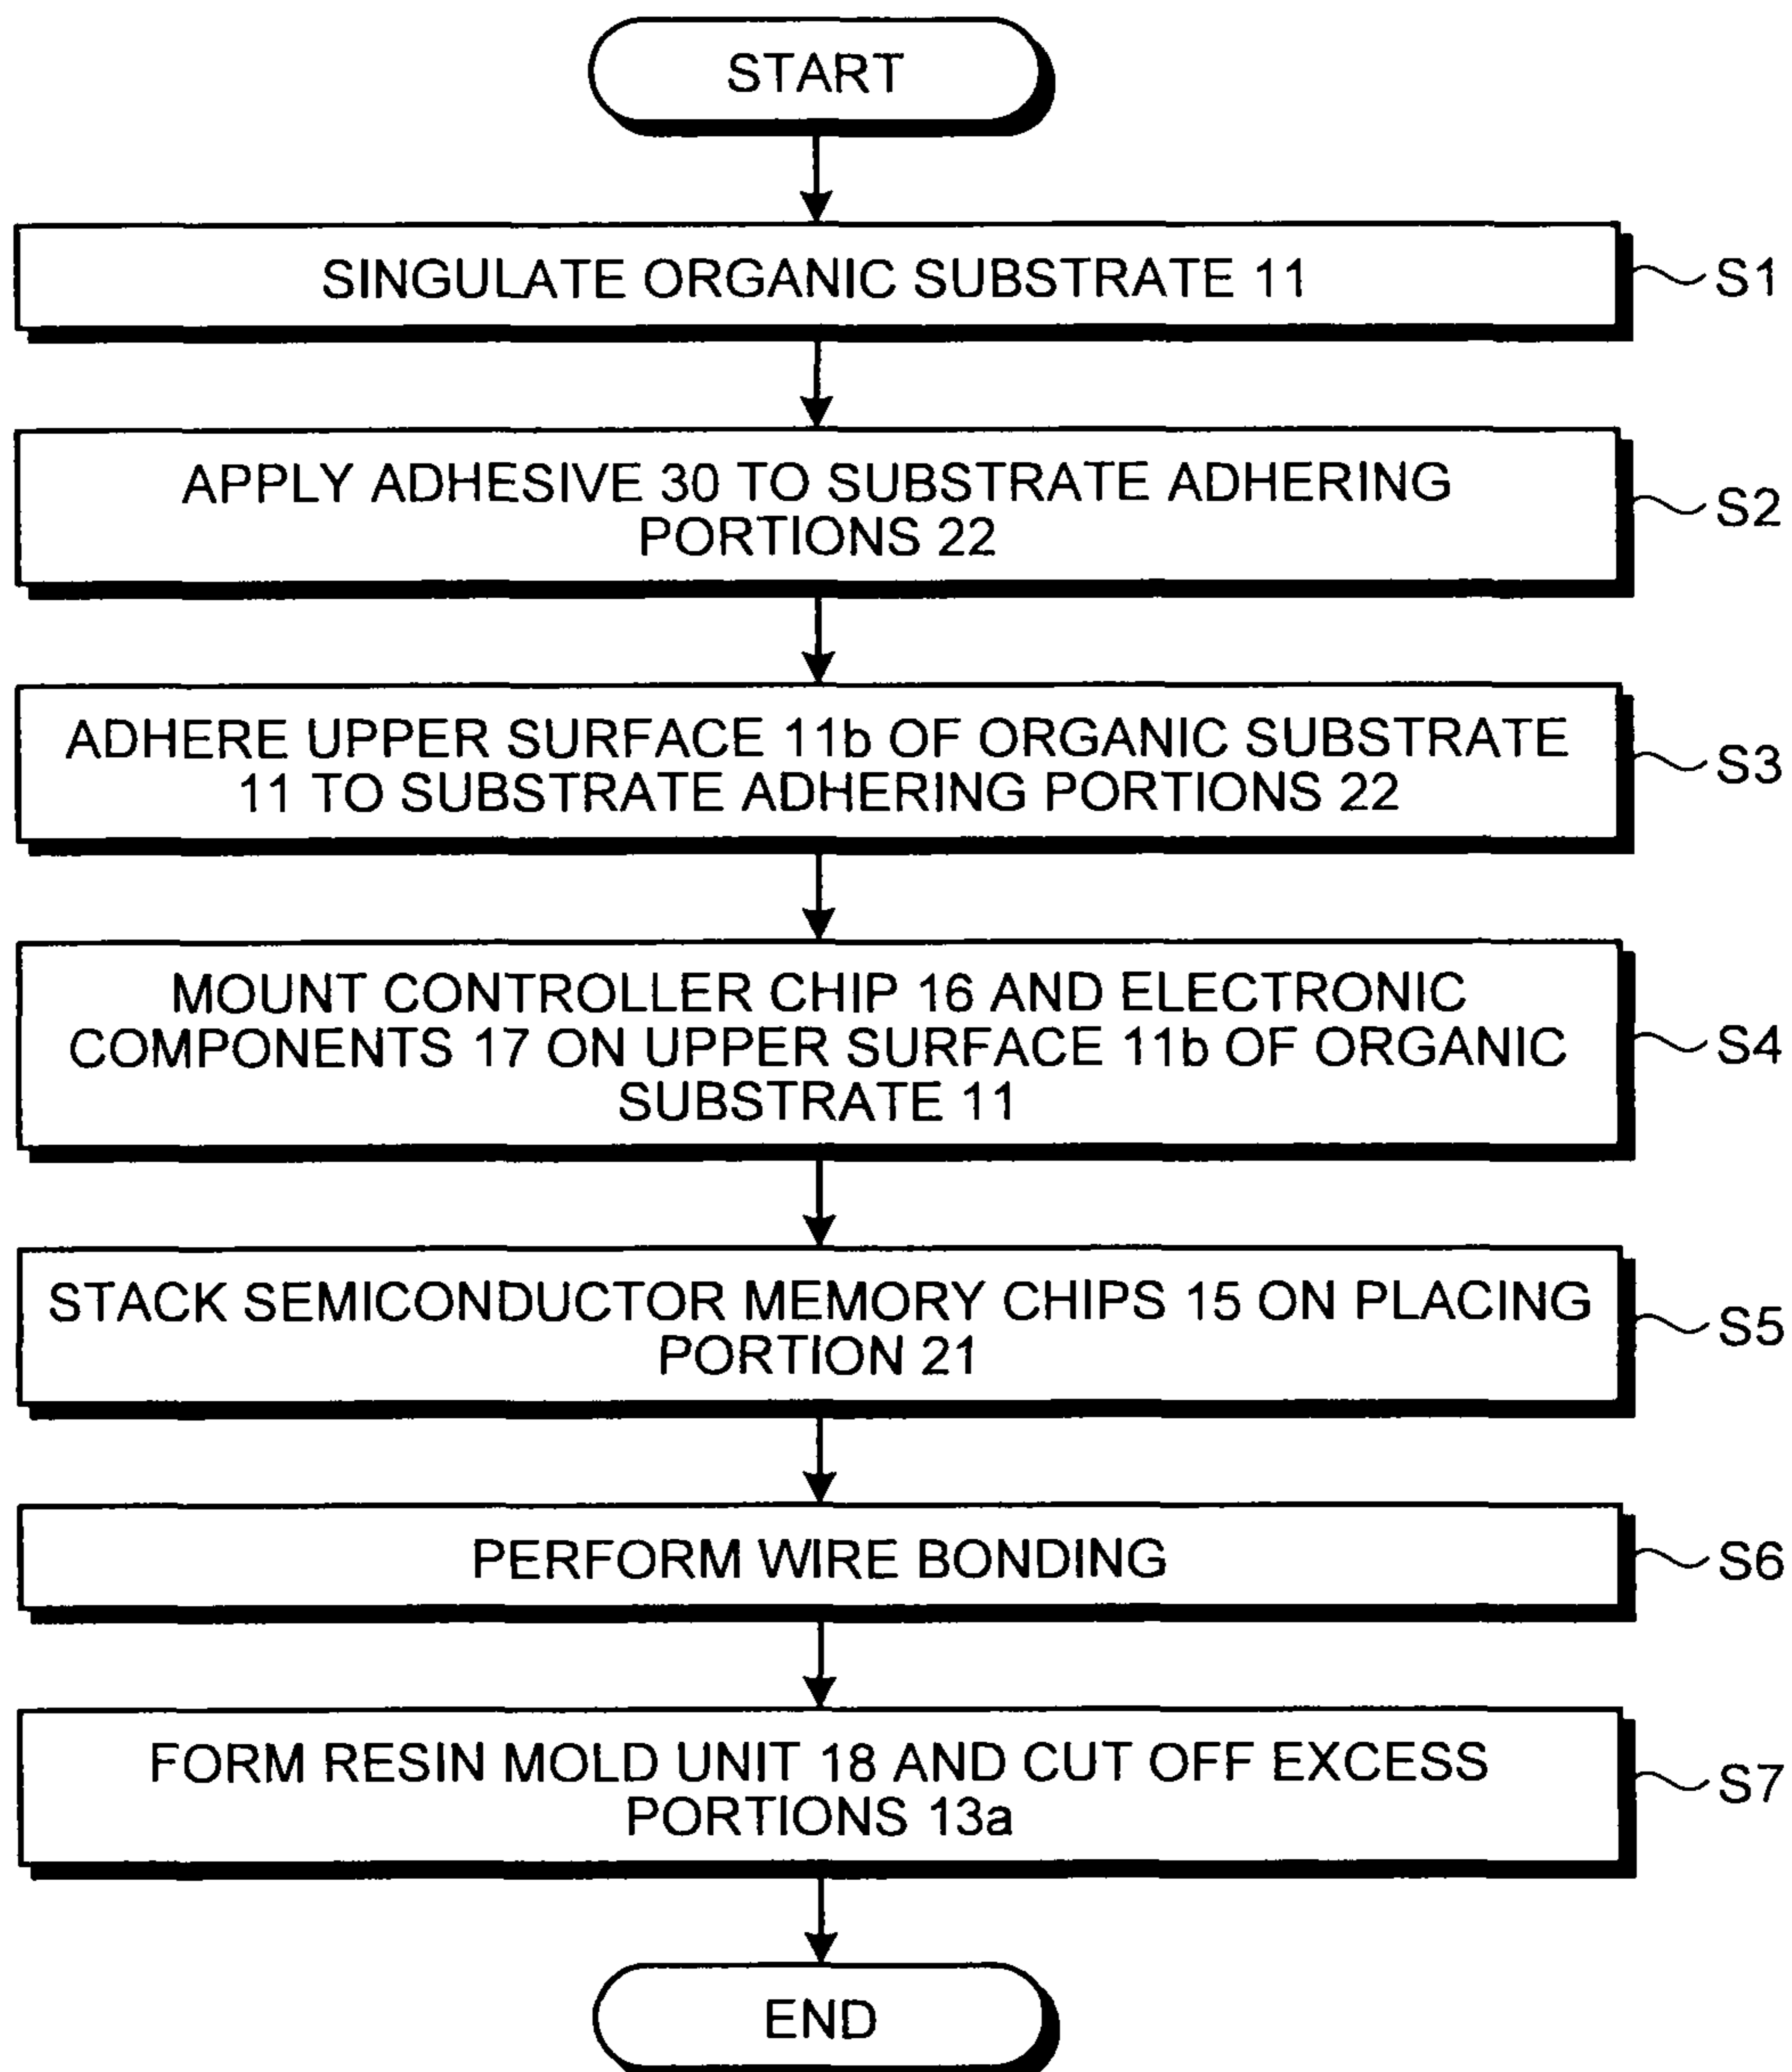 START
SINGULATE ORGANIC SUBSTRATE 11
S1
APPLY ADHESIVE 30 TO SUBSTRATE ADHERING
PORTIONS 22
S2
ADHERE UPPER SURFACE 11b OF ORGANIC SUBSTRATE
11 TO SUBSTRATE ADHERING PORTIONS 22
S3
MOUNT CONTROLLER CHIP 16 AND ELECTRONIC
COMPONENTS 17 ON UPPER SURFACE 11b OF ORGANIC
SUBSTRATE 11
S4
STACK SEMICONDUCTOR MEMORY CHIPS 15 ON PLACING
PORTION 21
S5
PERFORM WIRE BONDING
S6
FORM RESIN MOLD UNIT 18 AND CUT OFF EXCESS
PORTIONS 13a
S7
END